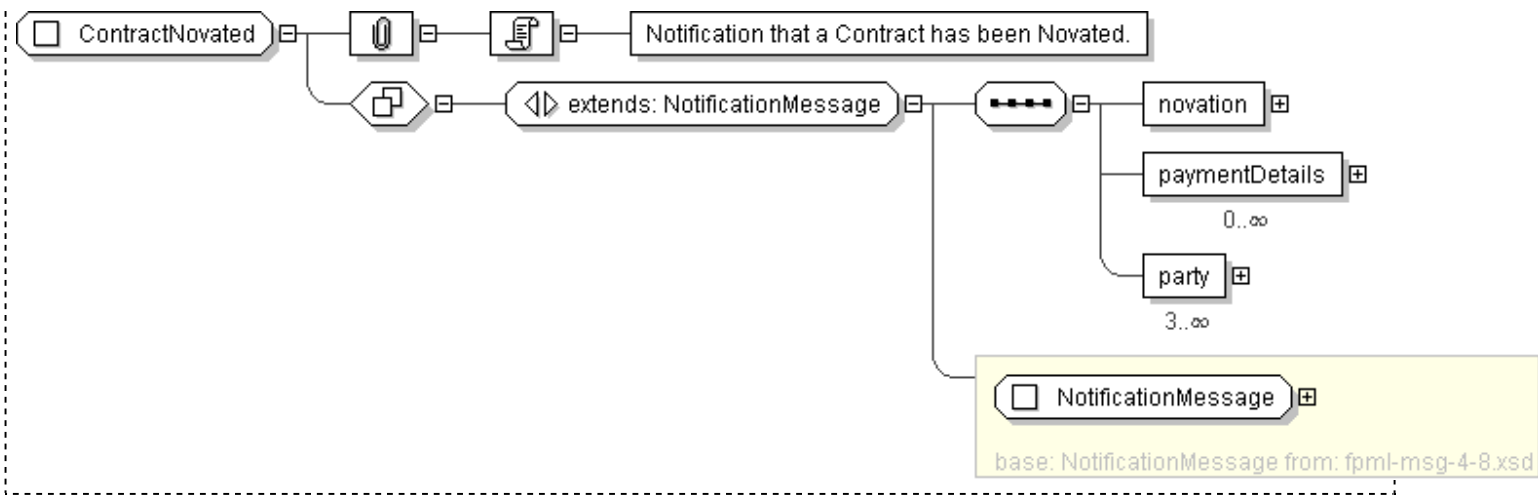 ContractNovated
Notification that a Contract has been Novated.
extends: NotificationMessage
novation
paymentDetails
0..∞
party
3..∞
NotificationMessage
base: NotificationMessage from: fpml-msg-4-8.xsd